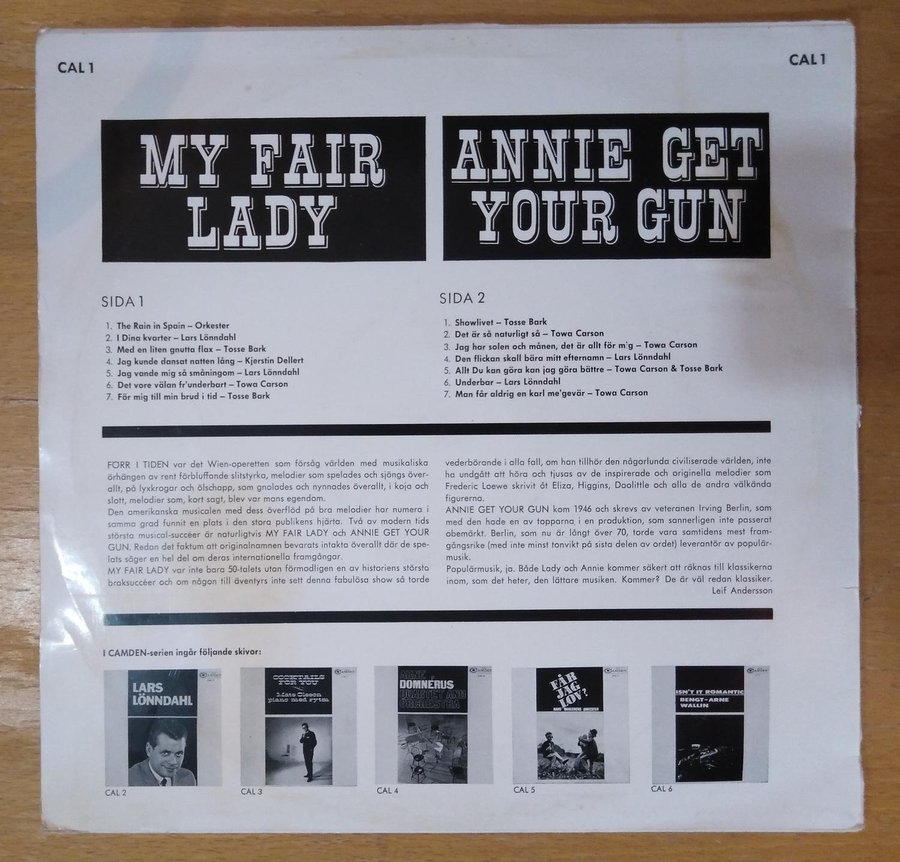 CAL 1
CAL 1
MY FAIR
LADY
ANNIE GET
YOUR GUN
SIDA 1
1. The Rain in Spain – Orkester
2. I Dina kvarter – Lars Lönndahl
3. Med en liten gnutta flax – Tosse Bark
4. Jag kunde dansat natten lång – Kjerstin Dellert
5. Jag vande mig så småningom – Lars Lönndahl
6. Det vore välan fr'underbart – Towa Carson
7. För mig till min brud i tid – Tosse Bark
SIDA 2
1. Showlivet – Tosse Bark
2. Det är så naturligt så – Towa Carson
3. Jag har solen och månen, det är allt för m'g – Towa Carson
4. Den flickan skall bära mitt efternamn – Lars Lönndahl
5. Allt Du kan göra kan jag göra bättre – Towa Carson & Tosse Bark
6. Underbar – Lars Lönndahl
7. Man får aldrig en karl me'gevär – Towa Carson
FÖRR I TIDEN var det Wien-operetten som försåg världen med musikaliska
örhängen av rent förbluffande slitstyrka, melodier som spelades och sjöngs över-
allt, på lyxkrogar och ölschapp, som gnolades och nynnades överallt, i koja och
slott, melodier som, kort sagt, blev var mans egendom.
Den amerikanska musicalen med dess överflöd på bra melodier har numera i
samma grad funnit en plats i den stora publikens hjärta. Två av modern tids
största musical-succéer är naturligtvis MY FAIR LADY och ANNIE GET YOUR
GUN. Redan det faktum att originalnamnen bevarats intakta överallt där de spe-
lats säger en hel del om deras internationella framgångar.
MY FAIR LADY var inte bara 50-talets utan förmodligen en av historiens största
braksuccéer och om någon till äventyrs inte sett denna fabulösa show så torde
vederbörande i alla fall, om han tillhör den någorlunda civiliserade världen, inte
ha undgått att höra och tjusas av de inspirerade och originella melodier som
Frederic Loewe skrivit åt Eliza, Higgins, Doolittle och alla de andra välkända
figurerna.
ANNIE GET YOUR GUN kom 1946 och skrevs av veteranen Irving Berlin, som
med den hade en av topparna i en produktion, som sannerligen inte passerat
obemärkt. Berlin, som nu är långt över 70, torde vara samtidens mest fram-
gångsrike (med inte minst tonvikt på sista delen av ordet) leverantör av populär-
musik.
Populärmusik, ja. Både Lady och Annie kommer säkert att räknas till klassikerna
inom, som det heter, den lättare musiken. Kommer? De är väl redan klassiker.
Leif Andersson
I CAMDEN-serien ingår följande skivor:
LARS
LÖNNDAHL
COCKTAILS
FOR YOU
Mats Olsson
piano med rytm
ARNE
DOMNERUS
QUARTET AND
ORCHESTRA
FÅR
JAG
LOV?
ISN'T IT ROMANTIC
BENGT-ARNE
WALLIN
CAL 2
CAL 3
CAL 4
CAL 5
CAL 6